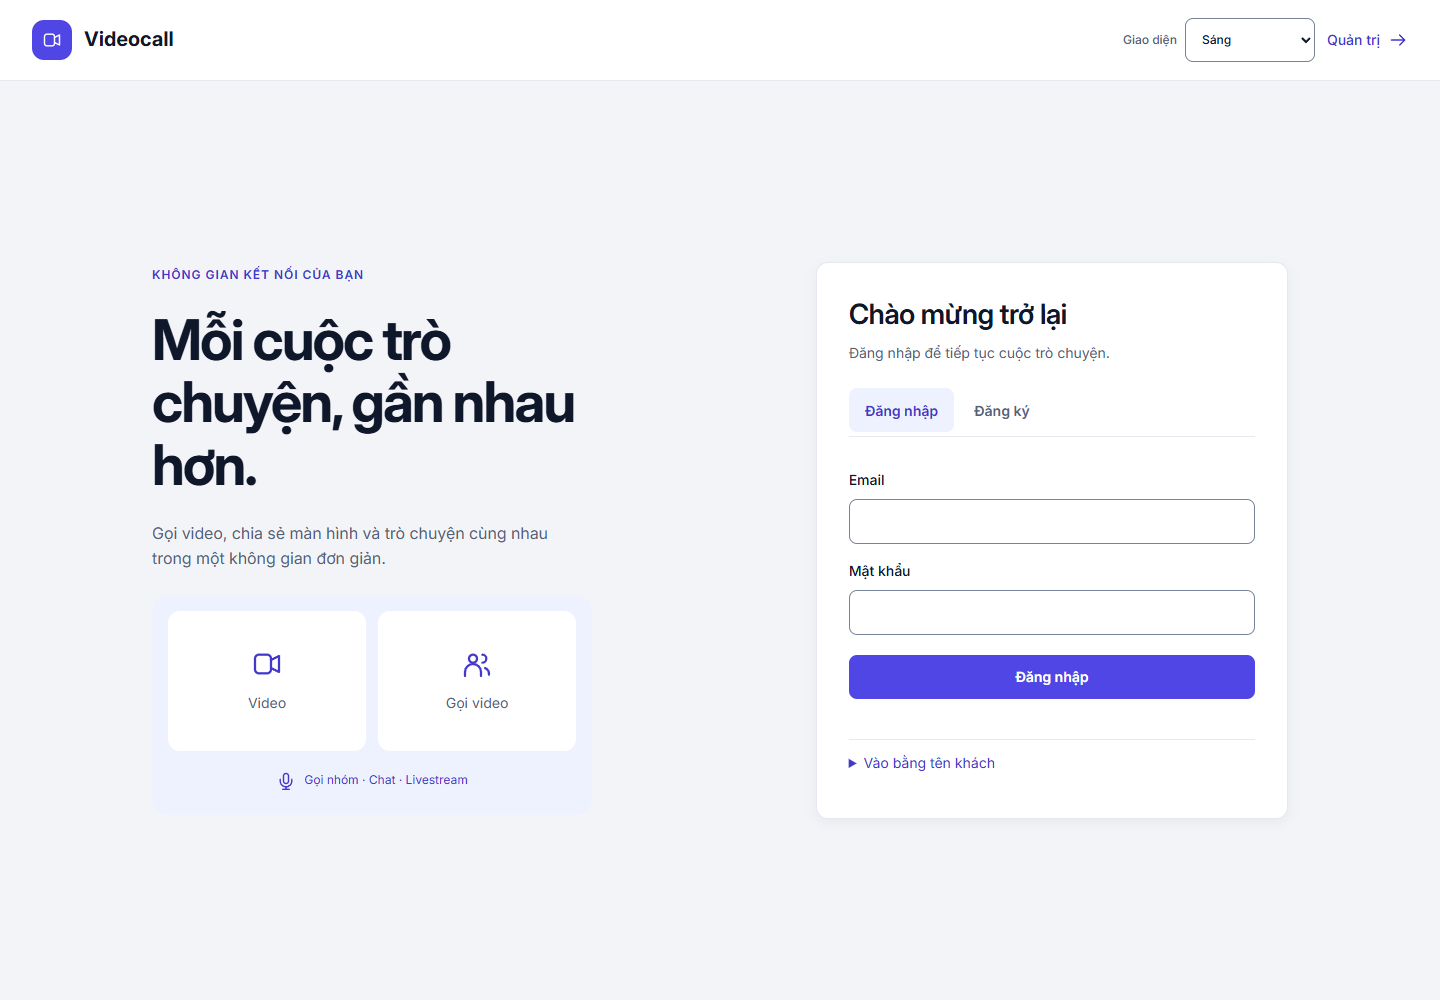 Videocall
Giao diện
Sáng
Quản trị
KHÔNG GIAN KẾT NỐI CỦA BẠN
Mỗi cuộc trò
chuyện, gần nhau
hơn.
Gọi video, chia sẻ màn hình và trò chuyện cùng nhau
trong một không gian đơn giản.
Video
Gọi video
Gọi nhóm · Chat · Livestream
Chào mừng trở lại
Đăng nhập để tiếp tục cuộc trò chuyện.
Đăng nhập
Đăng ký
Email
Mật khẩu
Đăng nhập
Vào bằng tên khách